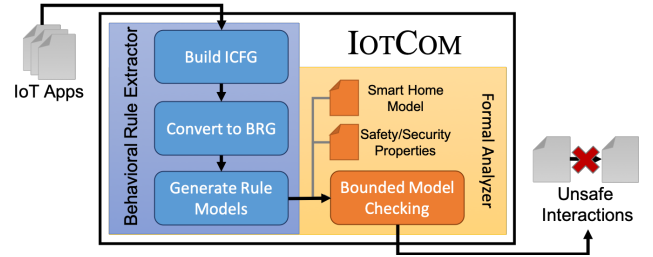 IoT Apps
Behavioral Rule Extractor
Build ICFG
Convert to BRG
Generate Rule
Models
IOTCOM
Smart Home
Model
Safety/Security
Properties
Bounded Model
Checking
Formal Analyzer
Unsafe
Interactions